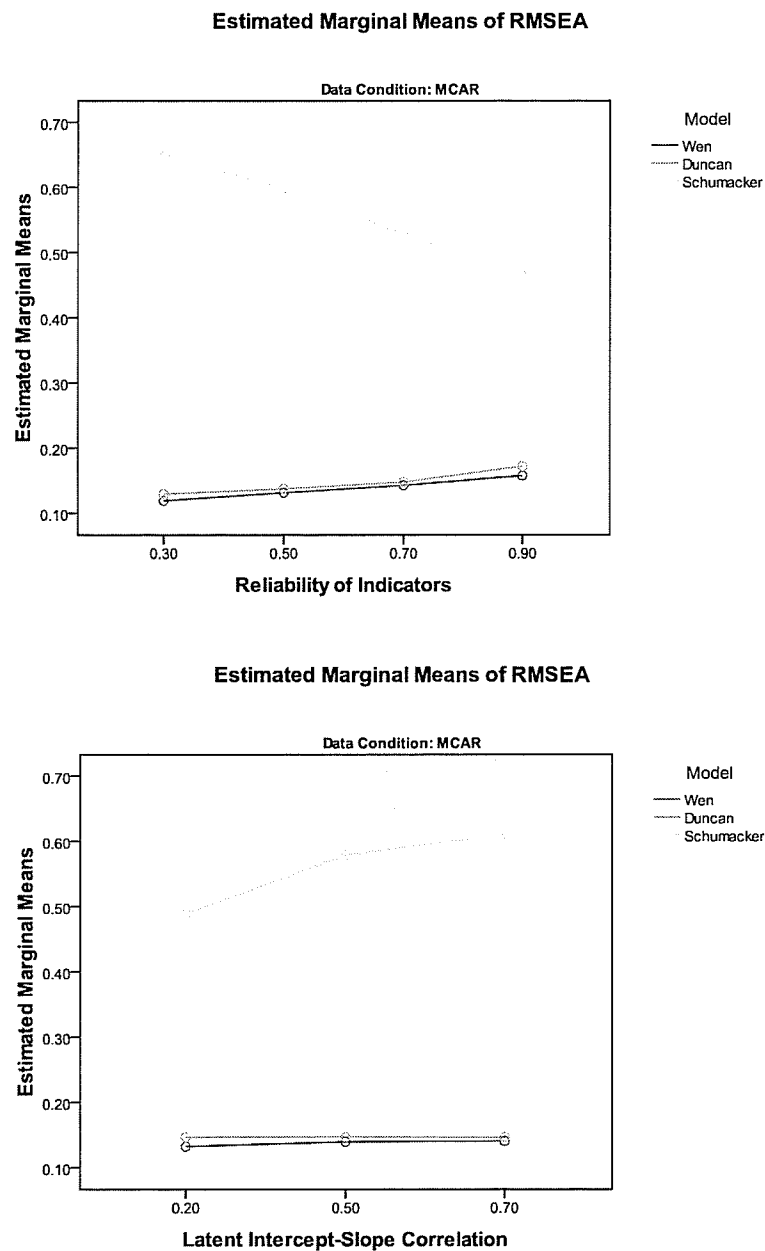 Estimated Marginal Means of RMSEA
Data Condition: MCAR
Model
Wen
Duncan
Schumacker
Estimated Marginal Means
0.70
0.60
0.50
0.40
0.30
0.20
0.10
0.30
0.50
0.70
0.90
Reliability of Indicators
Estimated Marginal Means of RMSEA
Data Condition: MCAR
Model
Wen
Duncan
Schumacker
Estimated Marginal Means
0.70
0.60
0.50
0.40
0.30
0.20
0.10
0.20
0.50
0.70
Latent Intercept-Slope Correlation